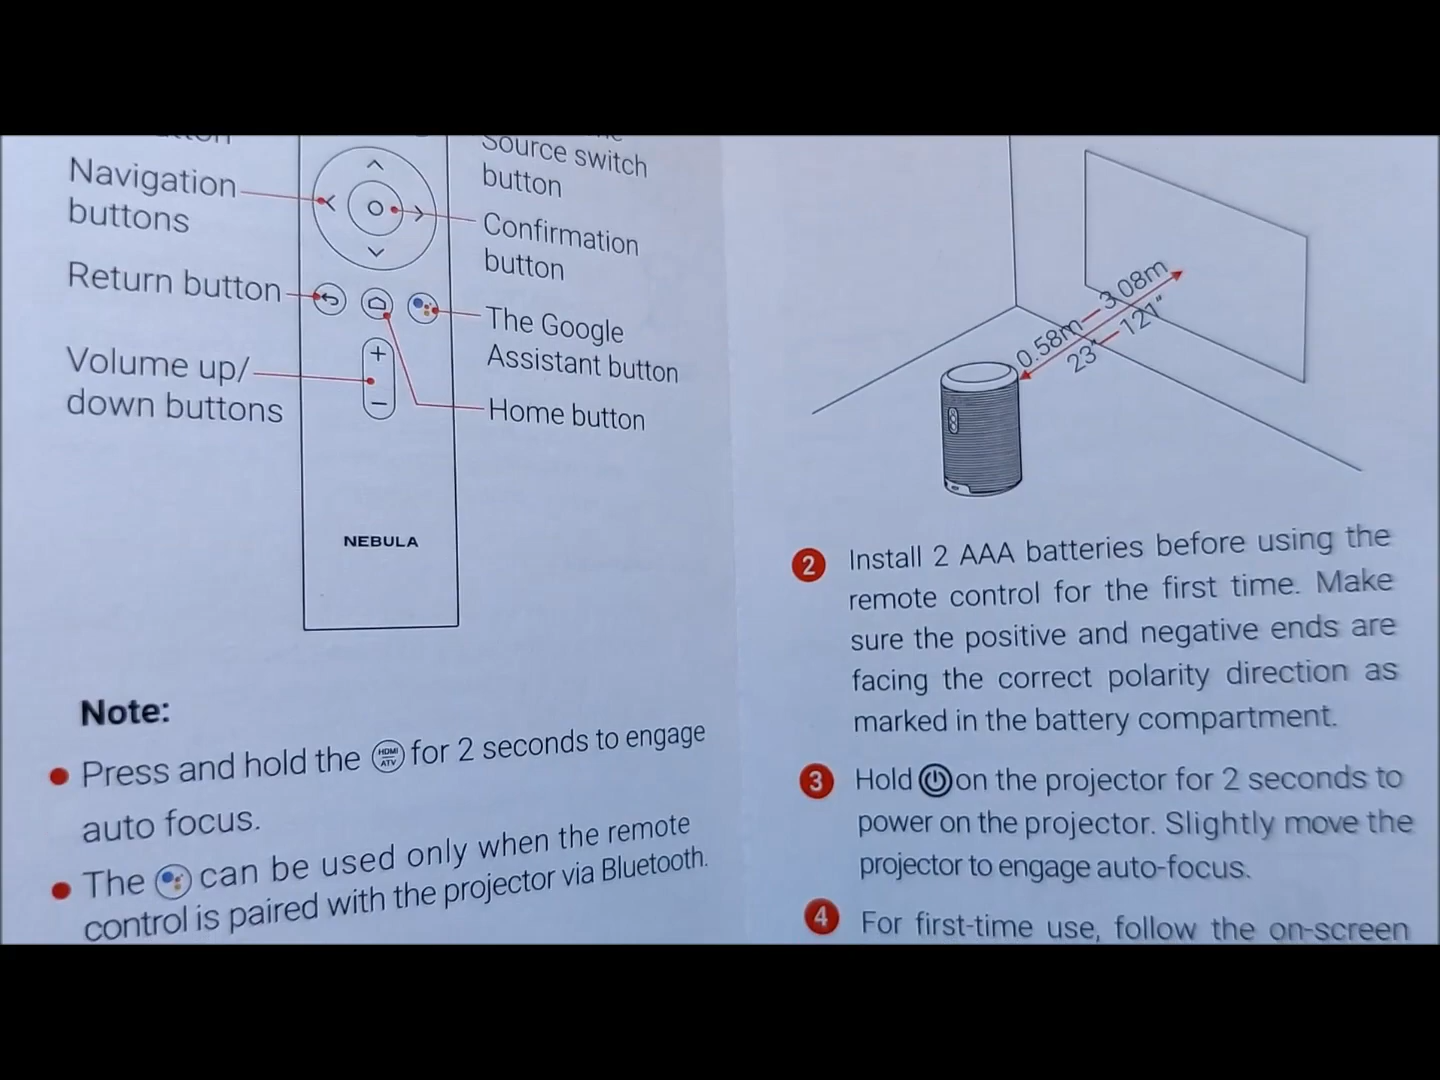 Source switch
button
Navigation
buttons
Confirmation
button
Return button
The Google
Assistant button
Volume up/
down buttons
Home button
NEBULA
Note:
Press and hold the HDMI ATV for 2 seconds to engage
auto focus.
The can be used only when the remote
control is paired with the projector via Bluetooth.
0.58m — 3.08m
23" — 121"
2 Install 2 AAA batteries before using the
remote control for the first time. Make
sure the positive and negative ends are
facing the correct polarity direction as
marked in the battery compartment.
3 Hold on the projector for 2 seconds to
power on the projector. Slightly move the
projector to engage auto-focus.
4 For first-time use, follow the on-screen